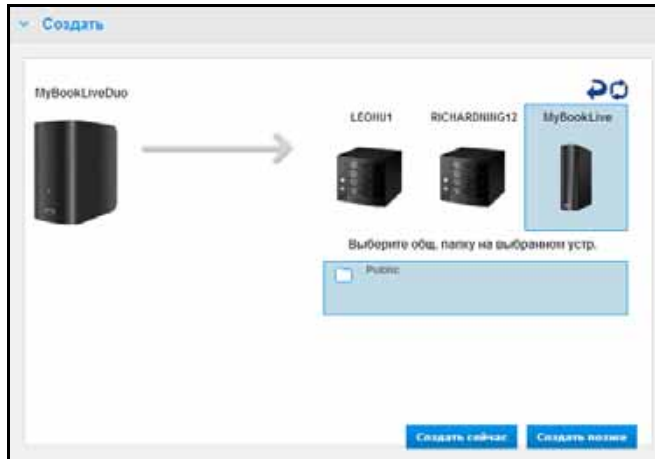 Создать
MyBookLiveDuo
LEOHU1
RICHARDNING12
MyBookLive
Выберите общ. папку на выбранном устр.
Public
Создать сейчас
Создать позже